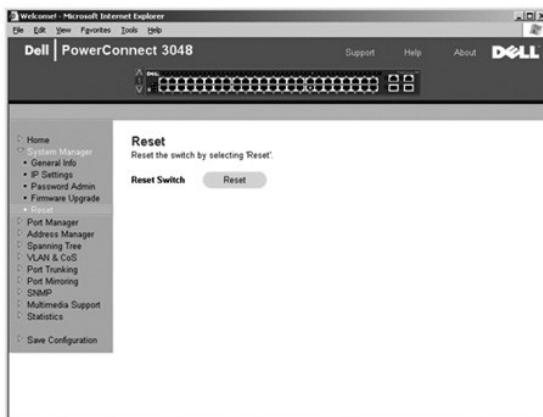 Welcome! - Microsoft Internet Explorer
File Edit View Favorites Tools Help
Dell | PowerConnect 3048
Support Help About DELL
DELL
Home
System Manager
General Info
IP Settings
Password Admin
Firmware Upgrade
Reset
Port Manager
Address Manager
Spanning Tree
VLAN & CoS
Port Trunking
Port Mirroring
SNMP
Multimedia Support
Statistics
Save Configuration
Reset
Reset the switch by selecting 'Reset'.
Reset Switch Reset